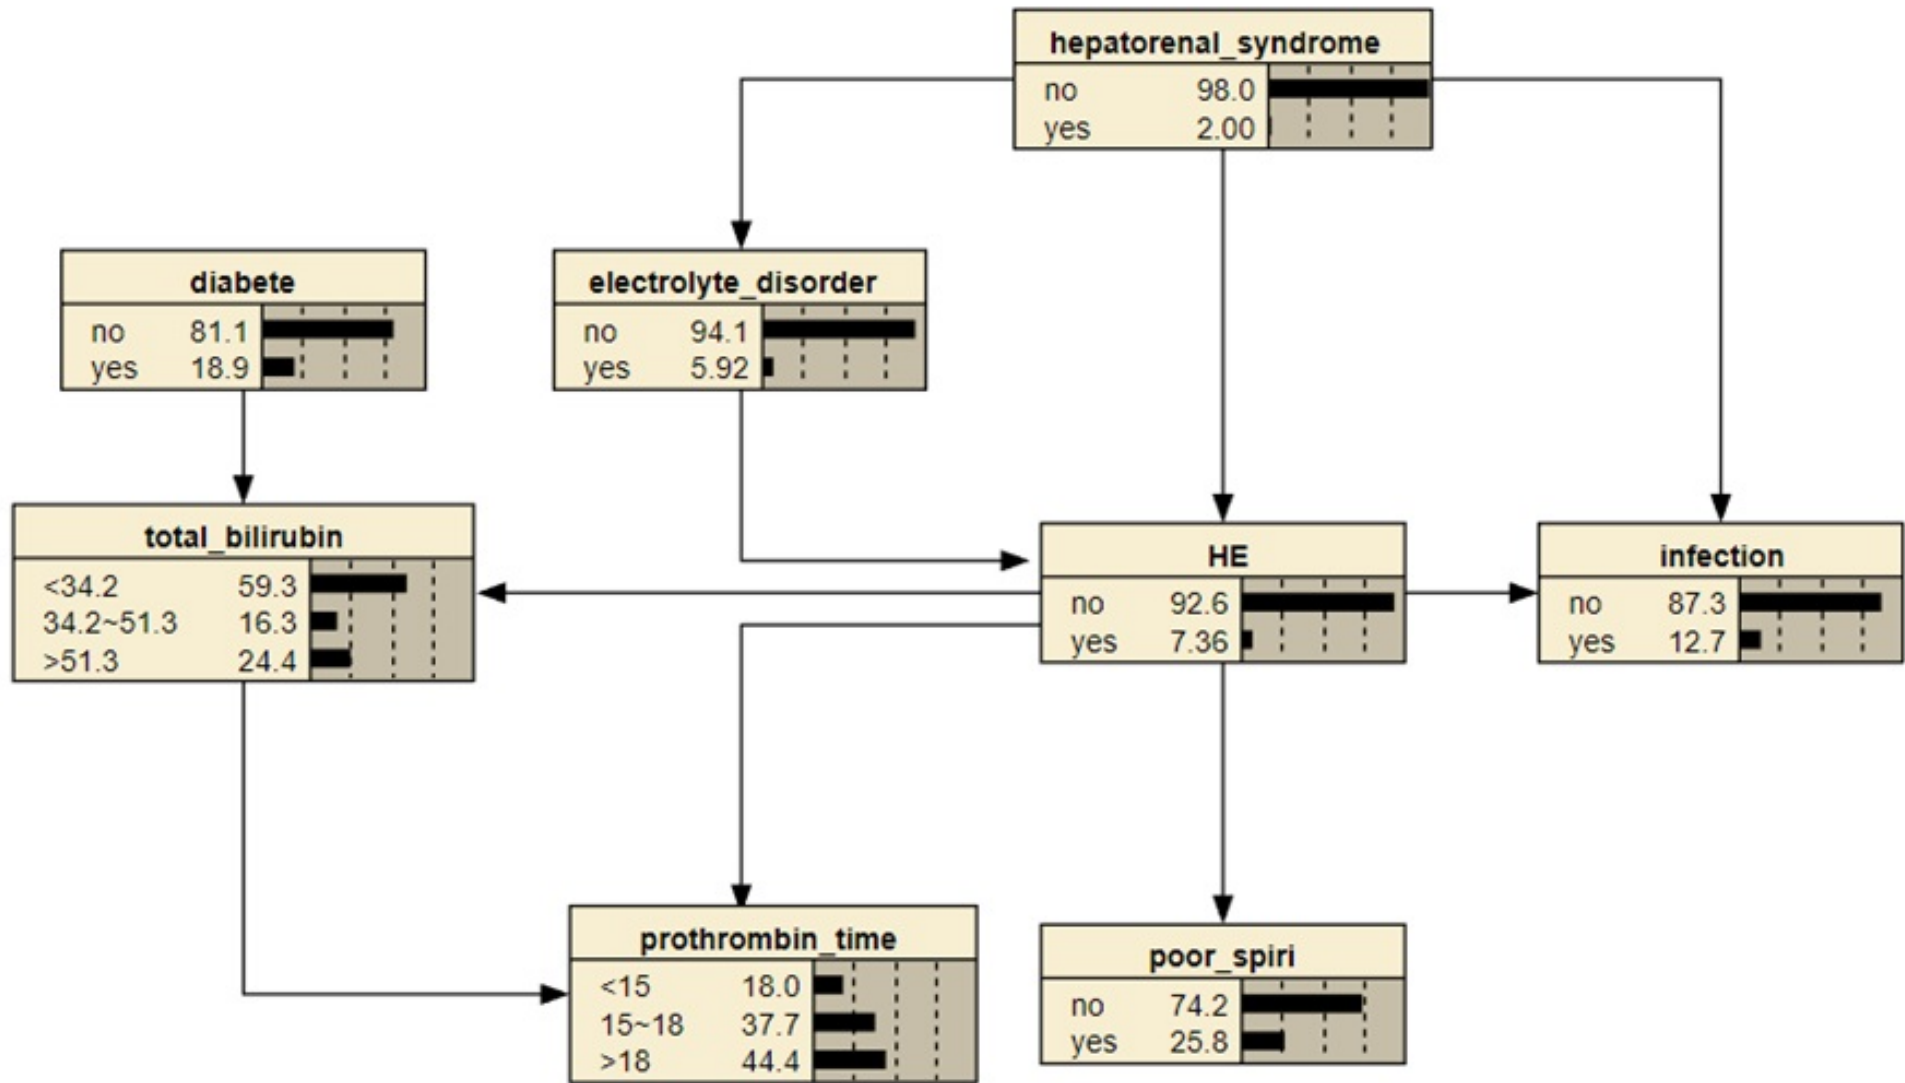 hepatorenal_syndrome
no 98.0
yes 2.00
diabete
no 81.1
yes 18.9
electrolyte_disorder
no 94.1
yes 5.92
total_bilirubin
<34.2 59.3
34.2~51.3 16.3
>51.3 24.4
HE
no 92.6
yes 7.36
infection
no 87.3
yes 12.7
prothrombin_time
<15 18.0
15~18 37.7
>18 44.4
poor_spiri
no 74.2
yes 25.8